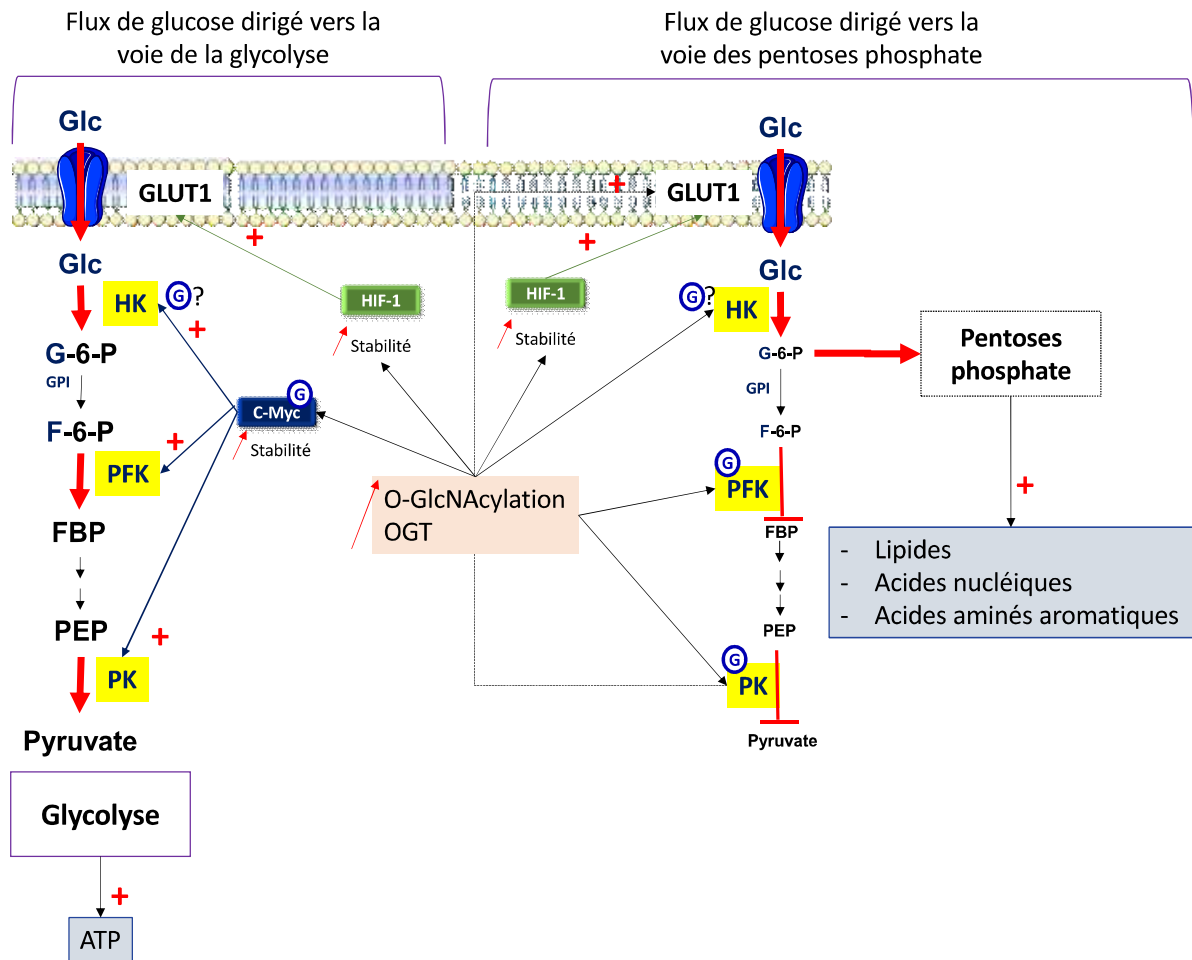 Flux de glucose dirigé vers la
voie de la glycolyse
Flux de glucose dirigé vers la
voie des pentoses phosphate
Glc
GLUT1
+
Glc
HK
G ?
+
G-6-P
GPI
F-6-P
+
PFK
FBP
PEP
+
PK
Pyruvate
Glycolyse
+
ATP
HIF-1
Stabilité
G
C-Myc
Stabilité
O-GlcNAcylation
OGT
HIF-1
Stabilité
+
+
GLUT1
Glc
Glc
G?
HK
G-6-P
GPI
F-6-P
G
PFK
FBP
PEP
G
PK
Pyruvate
Pentoses
phosphate
+
- Lipides
- Acides nucléiques
- Acides aminés aromatiques